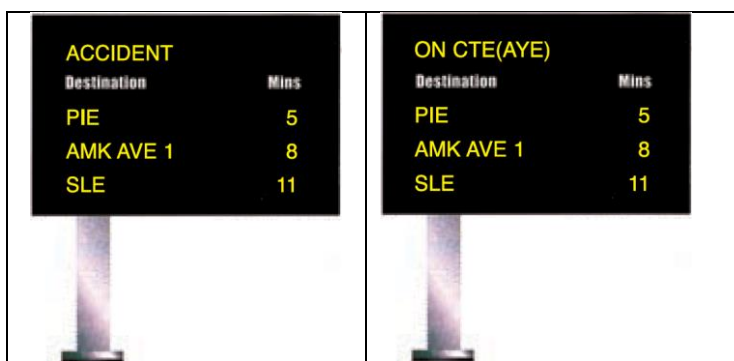 ACCIDENT
Destination Mins
PIE 5
AMK AVE 1 8
SLE 11
ON CTE(AYE)
Destination Mins
PIE 5
AMK AVE 1 8
SLE 11